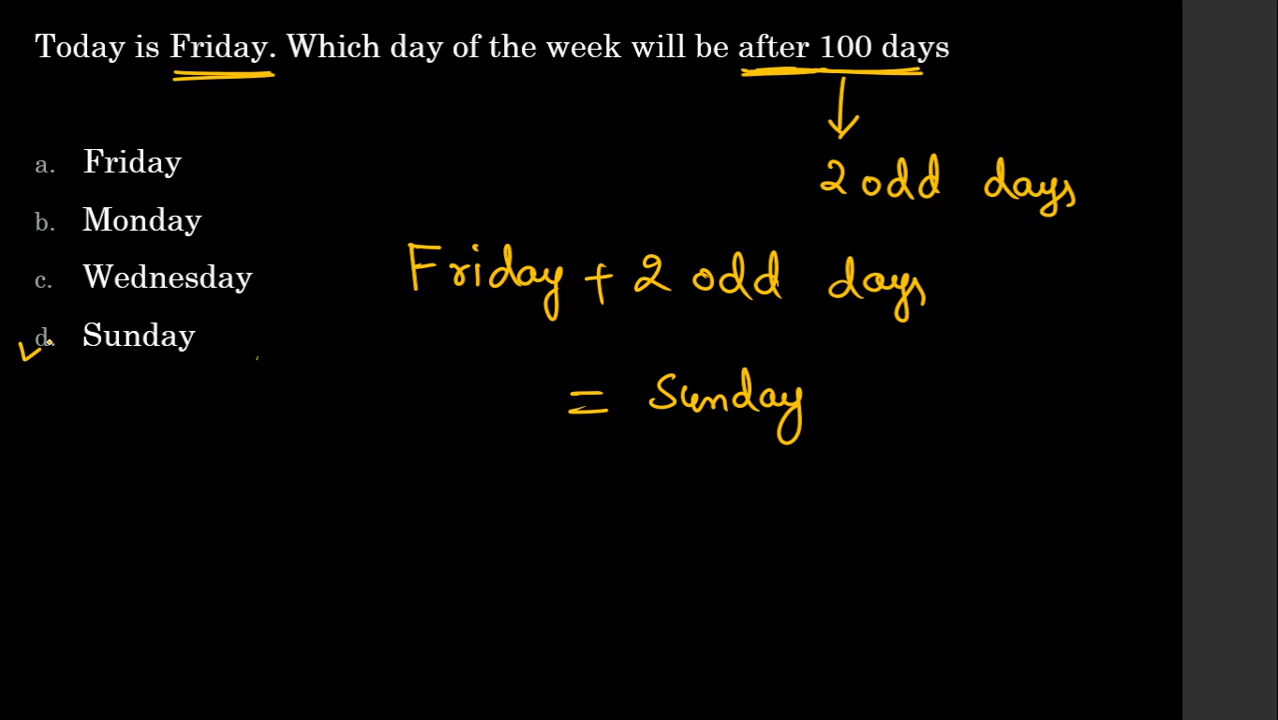 Today is Friday. Which day of the week will be after 100 days
2 odd days
a. Friday
b. Monday
Friday + 2 odd days
c. Wednesday
d. Sunday
= Sunday